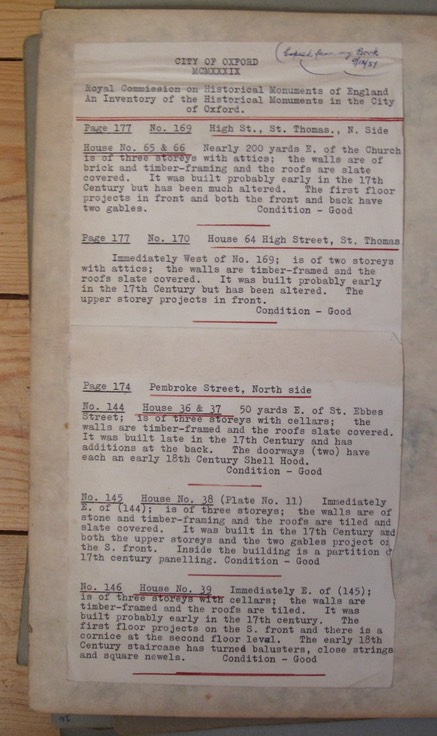 Copied from my Book
CITY OF OXFORD
MCMXXXIX
Royal Commission on Historical Monuments of England
An Inventory of the Historical Monuments in the City
of Oxford.
Page 177 No. 169 High St., St. Thomas., N. Side
House No. 65 & 66 Nearly 200 yards E. of the Church
is of three storeys with attics; the walls are of
brick and timber-framing and the roofs are slate
covered. It was built probably early in the 17th
Century but has been much altered. The first floor
projects in front and both the front and back have
two gables. Condition - Good
Page 177 No. 170 House 64 High Street, St. Thomas
Immediately West of No. 169; is of two storeys
with attics; the walls are timber-framed and the
roofs slate covered. It was built probably early
in the 17th Century but has been altered. The
upper storey projects in front.
Condition - Good
Page 174 Pembroke Street, North side
No. 144 House 36 & 37 50 yards E. of St. Ebbes
Street; is of three storeys with cellars; the
walls are timber-framed and the roofs slate covered.
It was built late in the 17th Century and has
additions at the back. The doorways (two) have
each an early 18th Century Shell Hood.
Condition - Good
No. 145 House No. 38 (Plate No. 11) Immediately
E. of (144); is of three storeys; the walls are of
stone and timber-framing and the roofs are tiled and
slate covered. It was built in the 17th Century and
both the upper storeys and the two gables project on
the S. front. Inside the building is a partition o
17th century panelling. Condition - Good
No. 146 House No. 39 Immediately E. of (145);
is of three storeys with cellars; the walls are
timber-framed and the roofs are tiled. It was
built probably early in the 17th century. The
first floor projects on the S. front and there is a
cornice at the second floor level. The early 18th
Century staircase has turned balusters, close strings
and square newels. Condition - Good